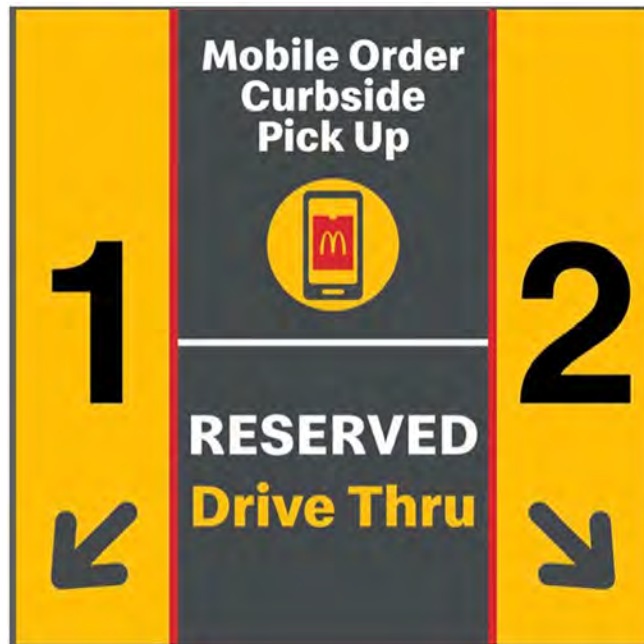 Mobile Order
Curbside
Pick Up
1
2
RESERVED
Drive Thru